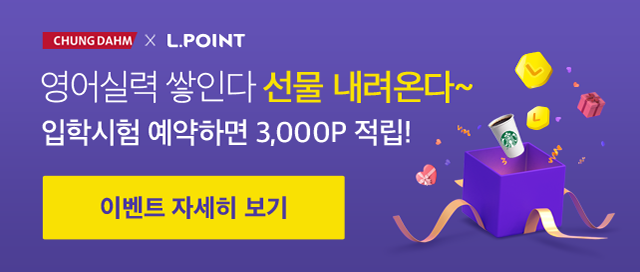 CHUNG DAHM X L.POINT
영어실력 쌓인다 선물 내려온다~
입학시험 예약하면 3,000P 적립!
이벤트 자세히 보기